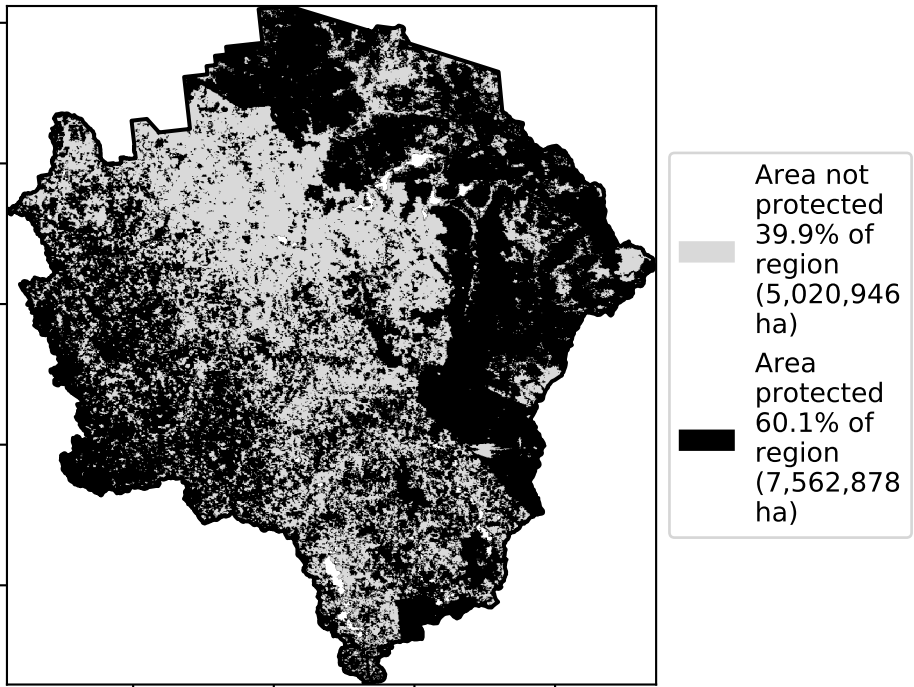 Area not
protected
39.9% of
region
(5,020,946
ha)
Area
protected
60.1% of
region
(7,562,878
ha)